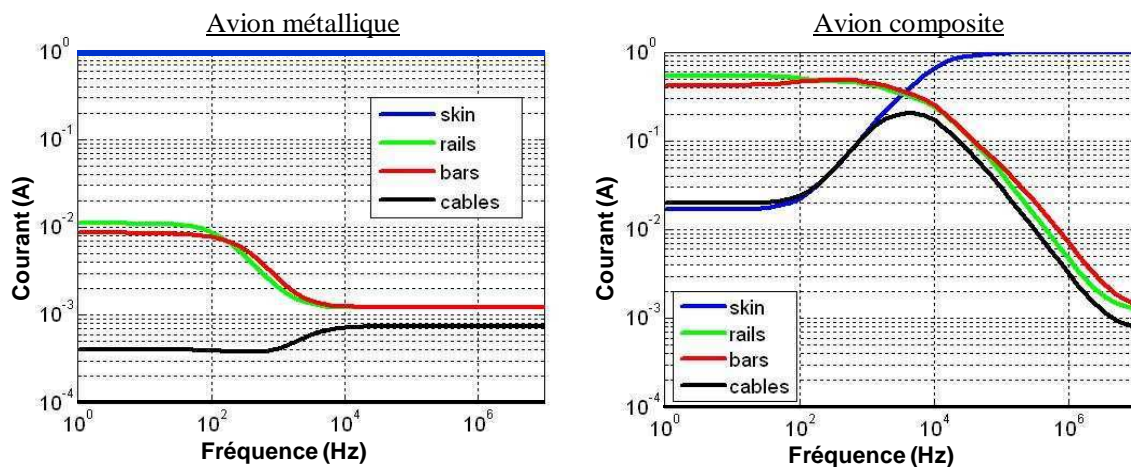 Avion métallique
10^0
10^-1
10^-2
10^-3
10^-4
Courant (A)
skin
rails
bars
cables
10^0
10^2
10^4
10^6
Fréquence (Hz)
Avion composite
10^0
10^-1
10^-2
10^-3
10^-4
Courant (A)
skin
rails
bars
cables
10^0
10^2
10^4
10^6
Fréquence (Hz)